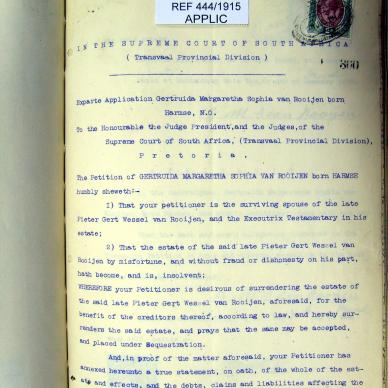 REF 444/1915
APPLIC
IN THE SUPREME COURT OF SOUTH AFRICA
( Transvaal Provincial Division )
Exparte Application Gertruida Margaretha Sophia van Rooijen born
Harmse, N.O.
To the Honourable the Judge President,and the Judges,of the
Supreme Court of South Africa, (Transvaal Provincial Division),
P r e t o r i a .
The Petition of GERTRUIDA MARGARETHA SOPHIA VAN ROOIJEN born HARMSE
humbly sheweth:-
1) That your petitioner is the surviving spouse of the late
Pieter Gert Wessel van Rooijen, and the Executrix Testamentary in his
estate;
2) That the estate of the said late Pieter Gert Wessel van
Rooijen by misfortune, and without fraud or dishonesty on his part,
hath become, and is, insolvent;
WHEREFORE your Petitioner is desirous of surrendering the estate of
the said late Pieter Gert Wessel van Rooijen, aforesaid, for the
benefit of the creditors thereof, according to law, and hereby sur-
renders the said estate, and prays that the same may be accepted,
and placed under Sequestration.
And,in proof of the matter aforesaid, your Petitioner has
annexed hereunto a true statement, on oath, of the whole of the est-
ate and effects, and the debts, claims and liabilities affecting the